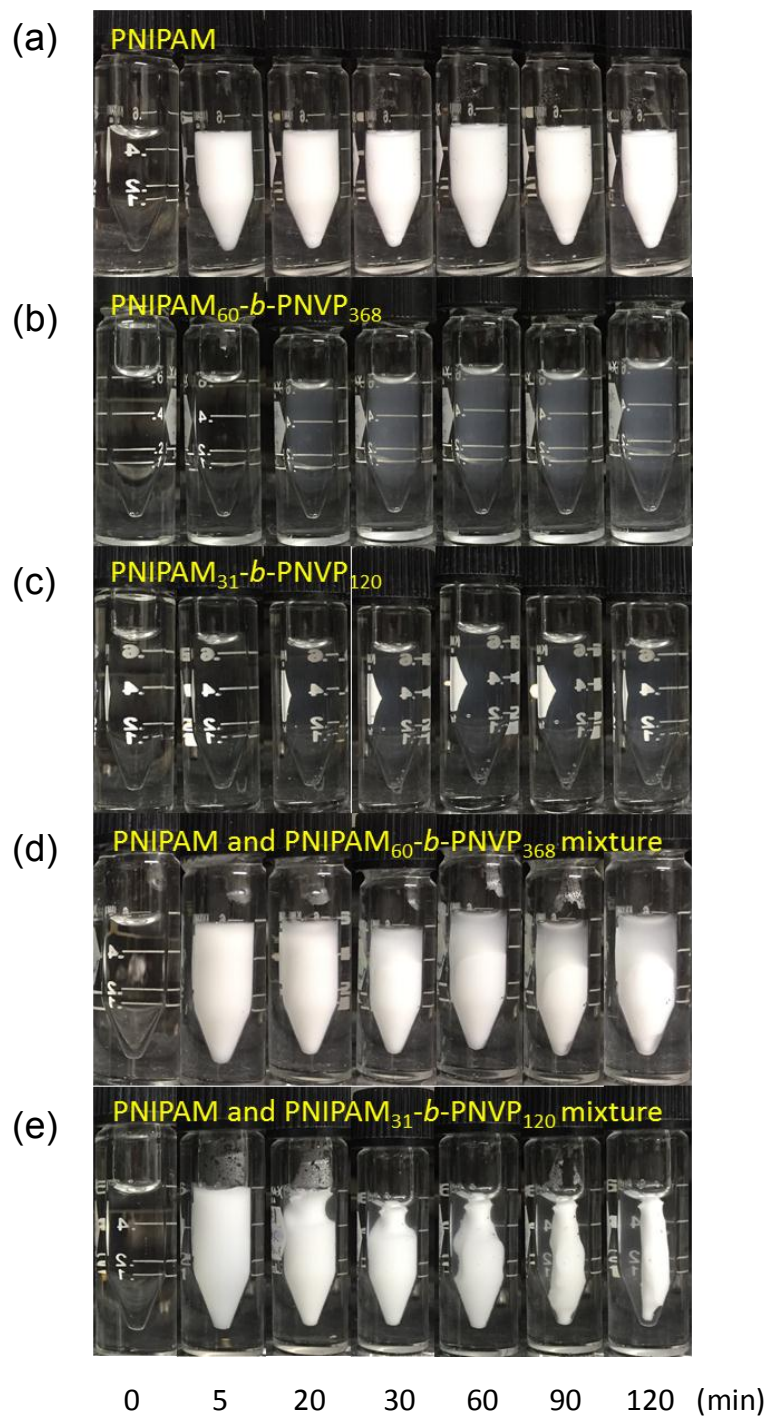 (a) PNIPAM
(b) PNIPAM₆₀-b-PNVP₃₆₈
(c) PNIPAM₃₁-b-PNVP₁₂₀
(d) PNIPAM and PNIPAM₆₀-b-PNVP₃₆₈ mixture
(e) PNIPAM and PNIPAM₃₁-b-PNVP₁₂₀ mixture
0 5 20 30 60 90 120 (min)